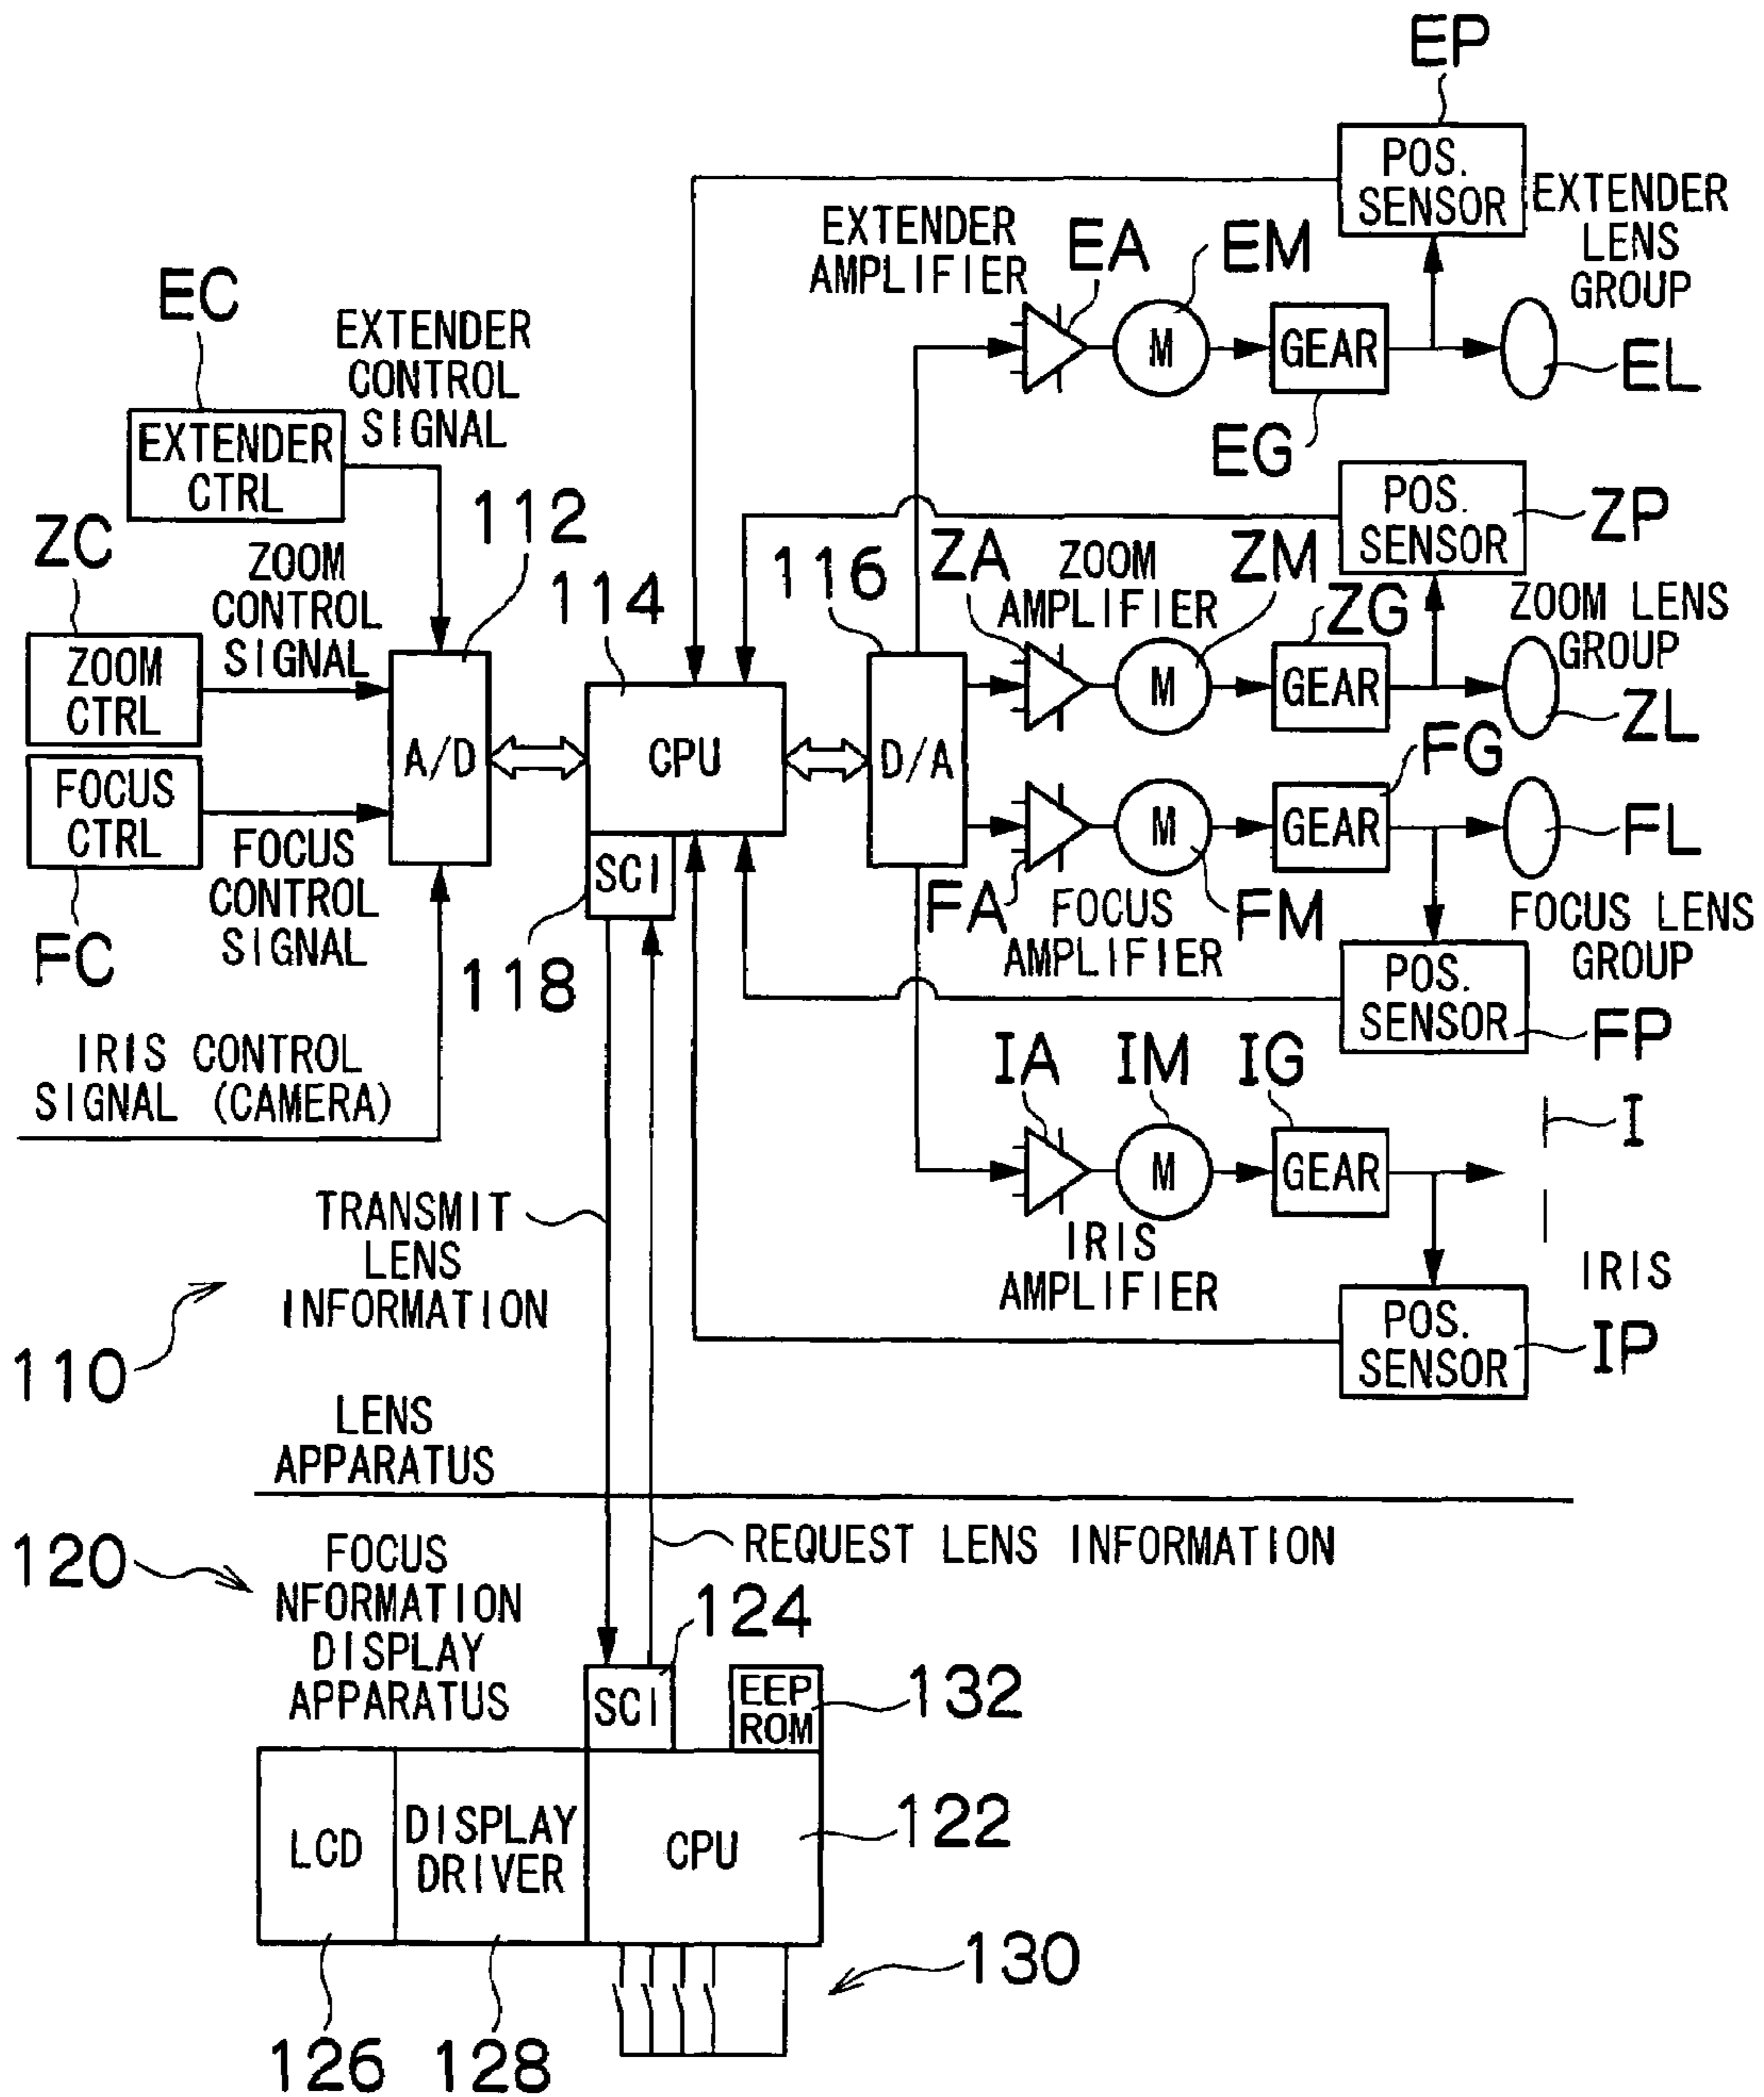 EP
POS.
SENSOR
EXTENDER
LENS
GROUP
EXTENDER
AMPLIFIER
EA
EM
M
GEAR
EL
EG
EC
EXTENDER
CONTROL
SIGNAL
EXTENDER
CTRL
ZC
ZOOM
CONTROL
SIGNAL
ZOOM
CTRL
112
114
116
A/D
CPU
D/A
SCI
118
FOCUS
CTRL
FC
FOCUS
CONTROL
SIGNAL
IRIS CONTROL
SIGNAL (CAMERA)
ZA
ZOOM
AMPLIFIER
ZM
M
ZG
GEAR
POS.
SENSOR
ZP
ZOOM LENS
GROUP
ZL
FA
FOCUS
AMPLIFIER
M
FM
GEAR
FG
FL
FOCUS LENS
GROUP
POS.
SENSOR
FP
IA
IM
IG
M
GEAR
I
IRIS
AMPLIFIER
IRIS
POS.
SENSOR
IP
TRANSMIT
LENS
INFORMATION
110
LENS
APPARATUS
REQUEST LENS INFORMATION
120
FOCUS
NFORMATION
DISPLAY
APPARATUS
124
SCI
EEP
ROM
132
LCD
DISPLAY
DRIVER
CPU
122
130
126
128